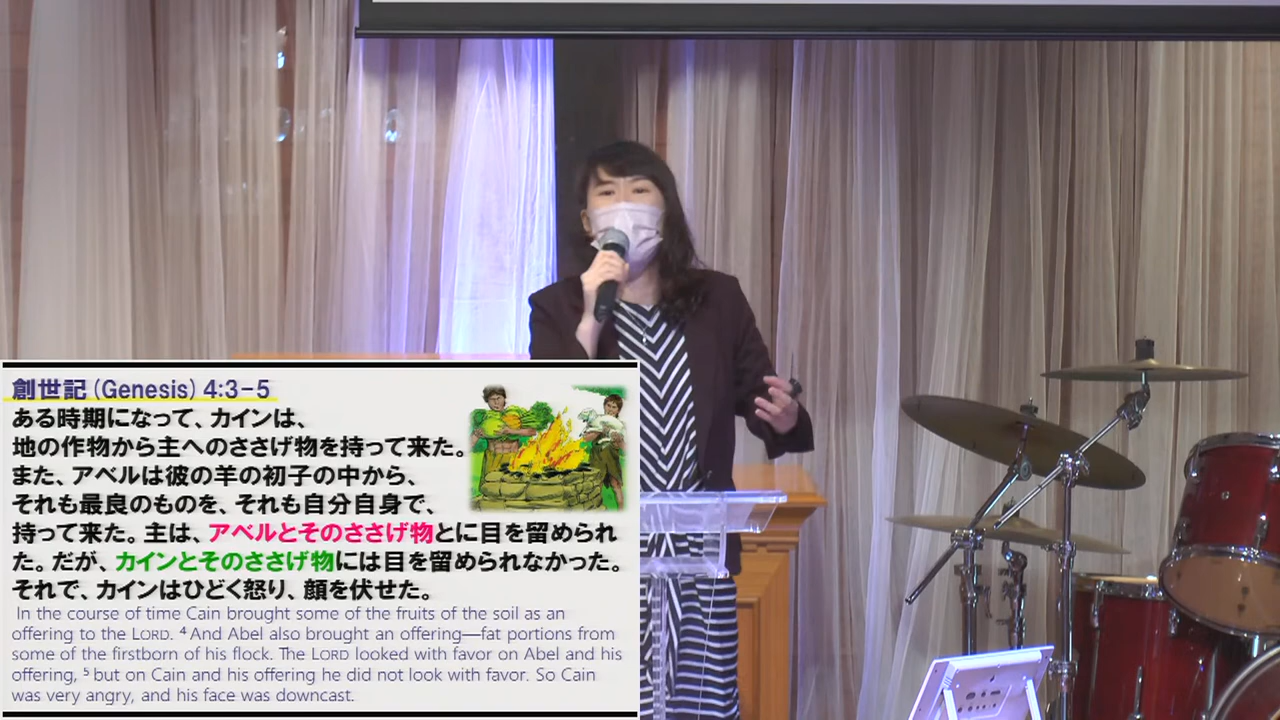 創世記 (Genesis) 4:3-5
ある時期になって、カインは、
地の作物から主へのささげ物を持って来た。
また、アベルは彼の羊の初子の中から、
それも最良のものを、それも自分自身で、
持って来た。主は、アベルとそのささげ物とに目を留められ
た。だが、カインとそのささげ物には目を留められなかった。
それで、カインはひどく怒り、顔を伏せた。
In the course of time Cain brought some of the fruits of the soil as an
offering to the LORD. ⁴ And Abel also brought an offering—fat portions from
some of the firstborn of his flock. The LORD looked with favor on Abel and his
offering, ⁵ but on Cain and his offering he did not look with favor. So Cain
was very angry, and his face was downcast.